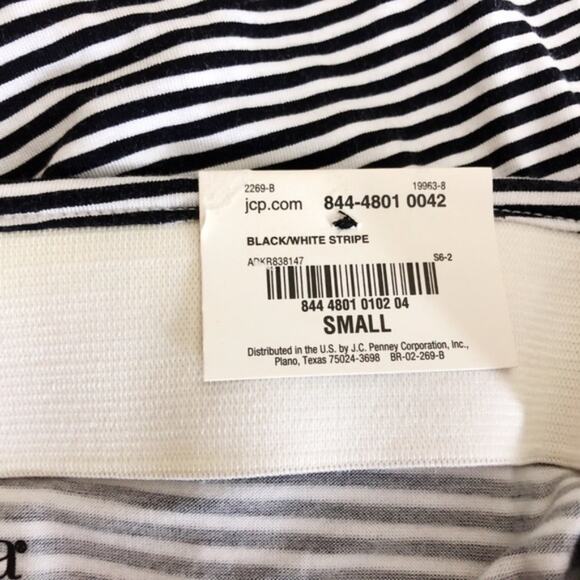 2269-B 19963-8
jcp.com 844-4801 0042
BLACK/WHITE STRIPE
S6-2
844 4801 0102 04
SMALL
Distributed in the U.S. by J.C. Penney Corporation, Inc.,
Plano, Texas 75024-3698 BR-02-269-B
a